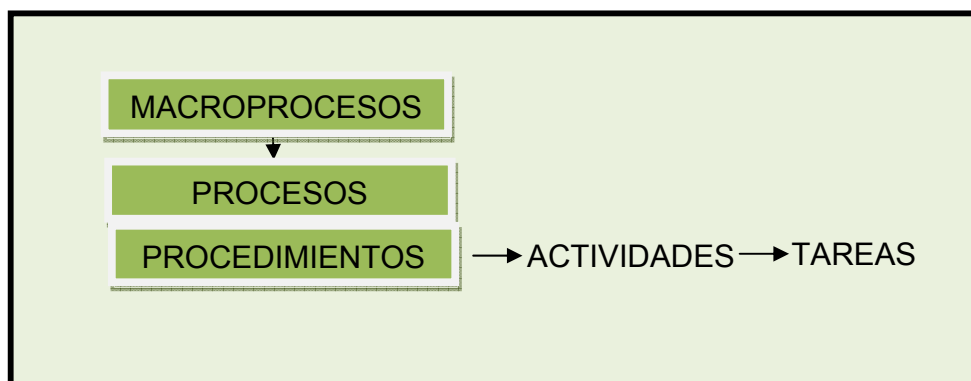 MACROPROCESOS
PROCESOS
PROCEDIMIENTOS ACTIVIDADES TAREAS